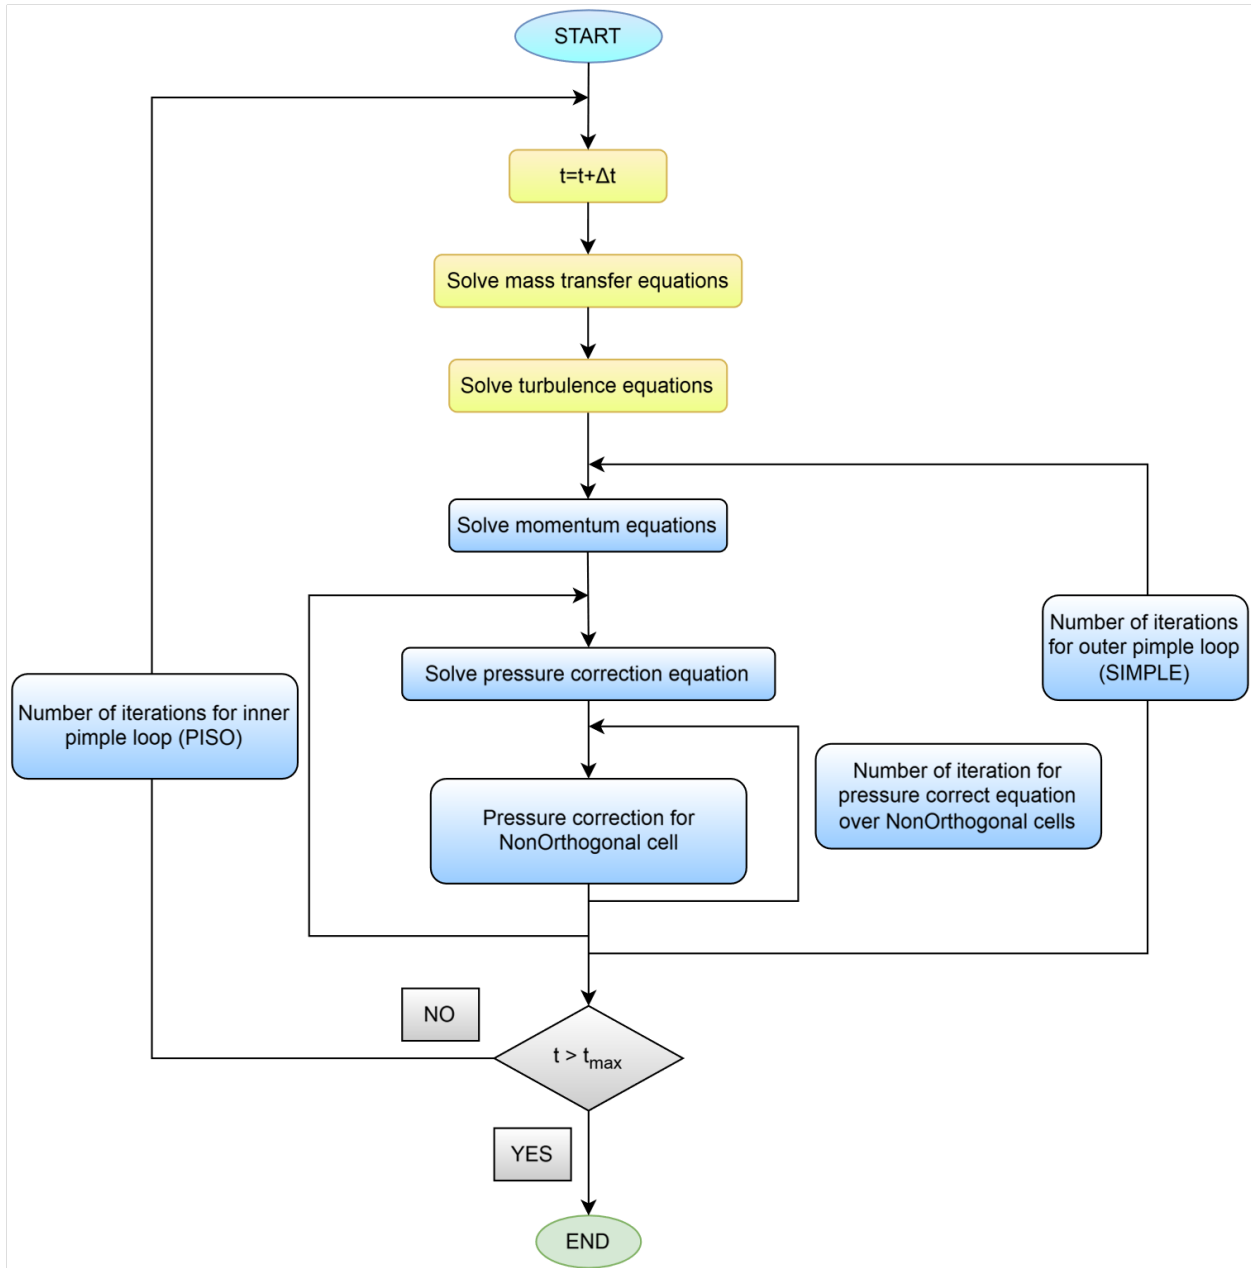 START
t=t+Δt
Solve mass transfer equations
Solve turbulence equations
Solve momentum equations
Number of iterations
for outer pimple loop
(SIMPLE)
Solve pressure correction equation
Number of iterations for inner
pimple loop (PISO)
Number of iteration for
pressure correct equation
over NonOrthogonal cells
Pressure correction for
NonOrthogonal cell
NO
t > tmax
YES
END